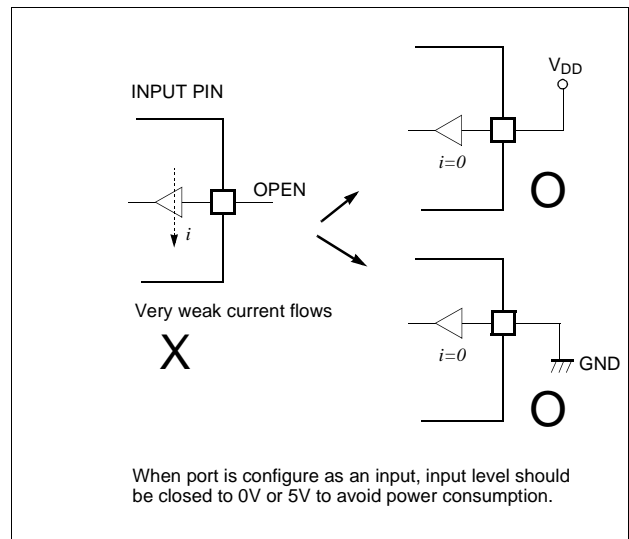 INPUT PIN
OPEN
i
Very weak current flows
X
VDD
i=0
O
i=0
GND
O
When port is configure as an input, input level should
be closed to 0V or 5V to avoid power consumption.